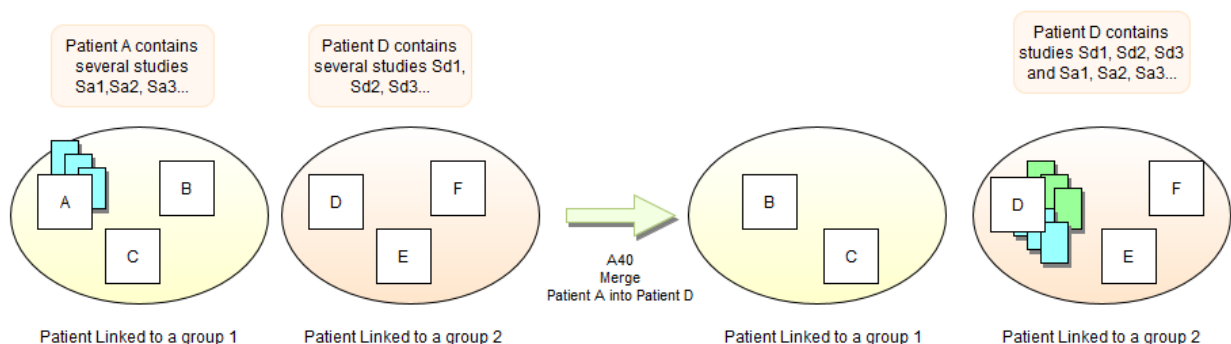 Patient A contains
several studies
Sa1,Sa2, Sa3...
Patient D contains
several studies Sd1,
Sd2, Sd3...
Patient D contains
studies Sd1, Sd2, Sd3
and Sa1, Sa2, Sa3...
A
B
C
D
F
E
A40
Merge
Patient A into Patient D
B
C
D
F
E
Patient Linked to a group 1
Patient Linked to a group 2
Patient Linked to a group 1
Patient Linked to a group 2